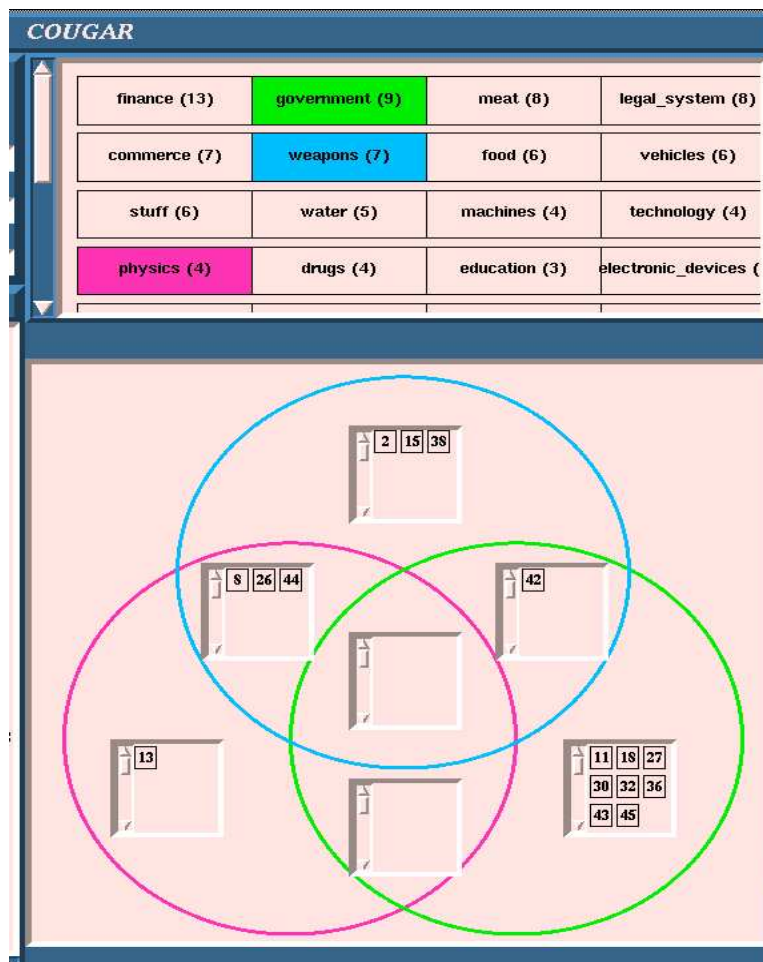 COUGAR
finance (13) government (9) meat (8) legal_system (8)
commerce (7) weapons (7) food (6) vehicles (6)
stuff (6) water (5) machines (4) technology (4)
physics (4) drugs (4) education (3) electronic_devices (
2 15 38
8 26 44
42
13
11 18 27
30 32 36
43 45